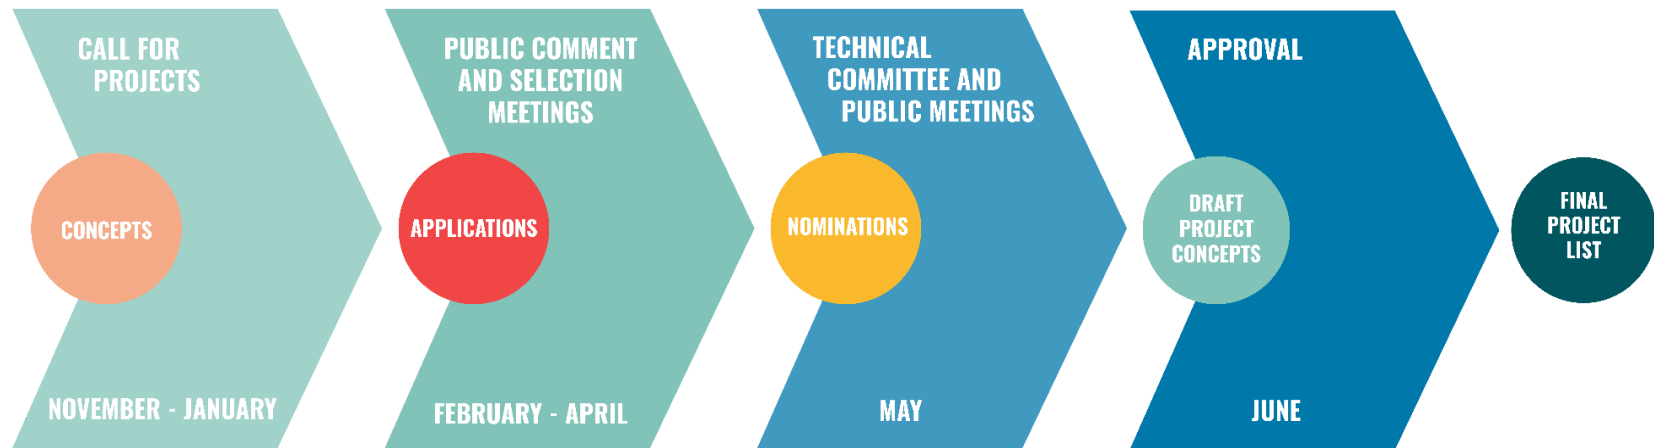 CALL FOR
PROJECTS
CONCEPTS
NOVEMBER - JANUARY
PUBLIC COMMENT
AND SELECTION
MEETINGS
APPLICATIONS
FEBRUARY - APRIL
TECHNICAL
COMMITTEE AND
PUBLIC MEETINGS
NOMINATIONS
MAY
APPROVAL
DRAFT
PROJECT
CONCEPTS
JUNE
FINAL
PROJECT
LIST